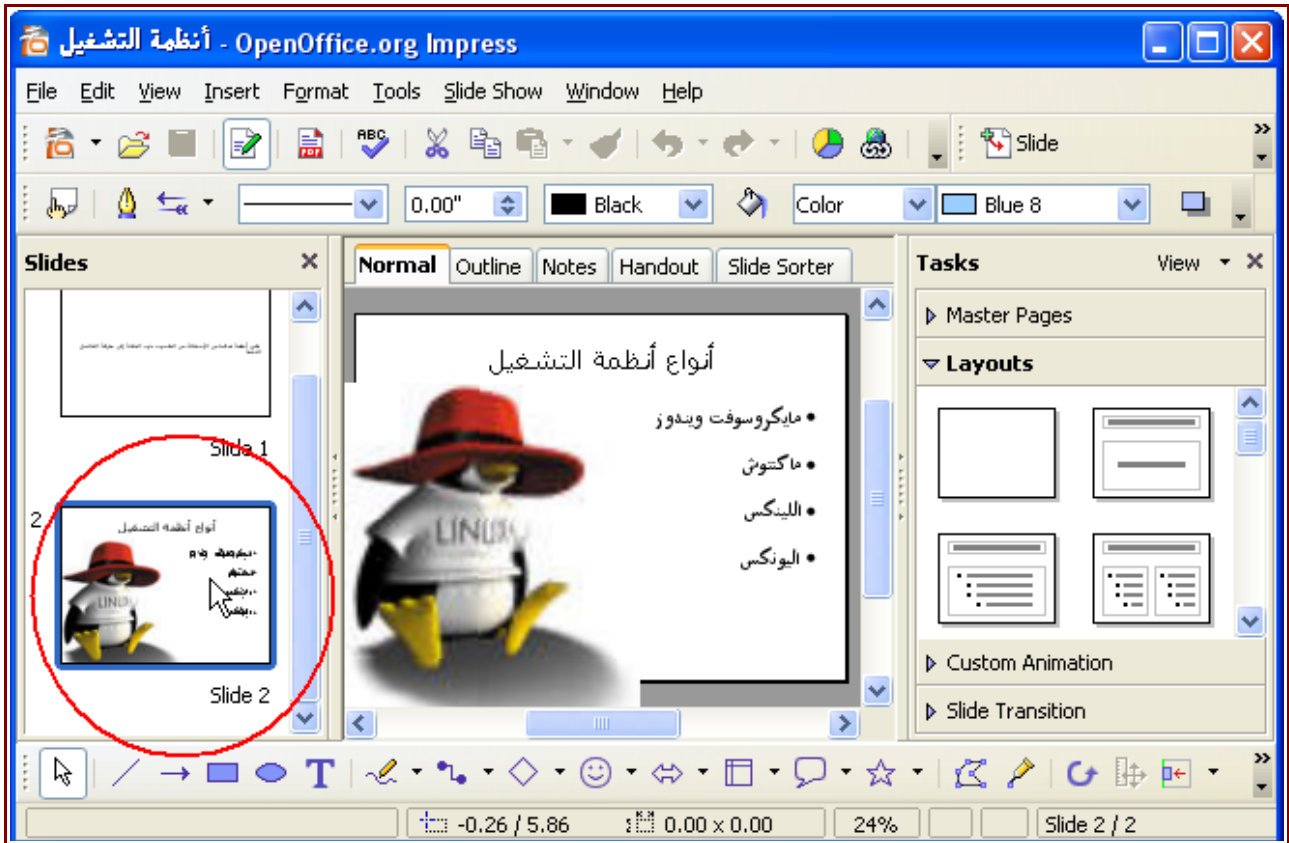 أنظمة التشغيل - OpenOffice.org Impress
File Edit View Insert Format Tools Slide Show Window Help
PDF ABC Slide
0.00" Black Color Blue 8
Slides
Slide 1
2
أنواع أنظمة التشغيل
LINUX
Slide 2
Normal Outline Notes Handout Slide Sorter
أنواع أنظمة التشغيل
• مايكروسوفت ويندوز
• ماكنتوش
• اللينكس
• اليونكس
LINUX
Tasks View
Master Pages
Layouts
Custom Animation
Slide Transition
T
-0.26 / 5.86 0.00 x 0.00 24% Slide 2 / 2